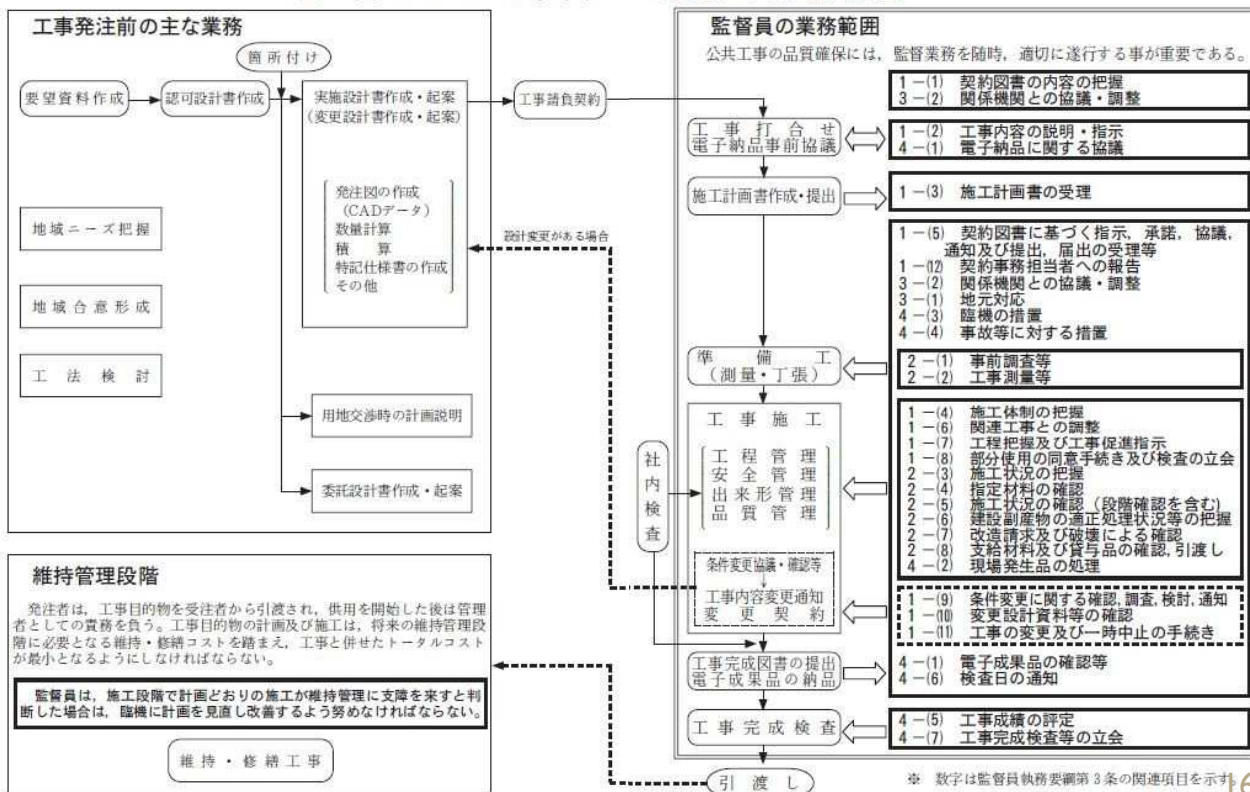 工事発注前の主な業務
箇所付け
要望資料作成
認可設計書作成
実施設計書作成・起案
(変更設計書作成・起案)
工事請負契約
発注図の作成
(CADデータ)
数量計算
積算
特記仕様書の作成
その他
地域ニーズ把握
地域合意形成
工法検討
設計変更がある場合
用地交渉時の計画説明
委託設計書作成・起案
維持管理段階
発注者は，工事目的物を受注者から引渡され，供用を開始した後は管理
者としての責務を負う。工事目的物の計画及び施工は，将来の維持管理段
階に必要となる維持・修繕コストを踏まえ，工事と併せたトータルコスト
が最小となるようにしなければならない。
監督員は，施工段階で計画どおりの施工が維持管理に支障を来すと判
断した場合は，臨機に計画を見直し改善するよう努めなければならない。
維持・修繕工事
監督員の業務範囲
公共工事の品質確保には，監督業務を随時，適切に遂行する事が重要である。
1－(1) 契約図書の内容の把握
3－(2) 関係機関との協議・調整
工事打合せ
電子納品事前協議
1－(2) 工事内容の説明・指示
4－(1) 電子納品に関する協議
施工計画書作成・提出
1－(3) 施工計画書の受理
1－(5) 契約図書に基づく指示，承諾，協議，
通知及び提出，届出の受理等
1－(12) 契約事務担当者への報告
3－(2) 関係機関との協議・調整
3－(1) 地元対応
4－(3) 臨機の措置
4－(4) 事故等に対する措置
準備工
(測量・丁張)
2－(1) 事前調査等
2－(2) 工事測量等
社内検査
工事施工
工程管理
安全管理
出来形管理
品質管理
1－(4) 施工体制の把握
1－(6) 関連工事との調整
1－(7) 工程把握及び工事促進指示
1－(8) 部分使用の同意手続き及び検査の立会
2－(3) 施工状況の把握
2－(4) 指定材料の確認
2－(5) 施工状況の確認（段階確認を含む)
2－(6) 建設副産物の適正処理状況等の把握
2－(7) 改造請求及び破壊による確認
2－(8) 支給材料及び貸与品の確認,引渡し
4－(2) 現場発生品の処理
条件変更協議・確認等
工事内容変更通知
変更契約
1－(9) 条件変更に関する確認,調査,検討,通知
1－(10) 変更設計資料等の確認
1－(11) 工事の変更及び一時中止の手続き
工事完成図書の提出
電子成果品の納品
4－(1) 電子成果品の確認等
4－(6) 検査日の通知
工事完成検査
4－(5) 工事成績の評定
4－(7) 工事完成検査等の立会
引渡し
※ 数字は監督員執務要綱第3条の関連項目を示す。
16